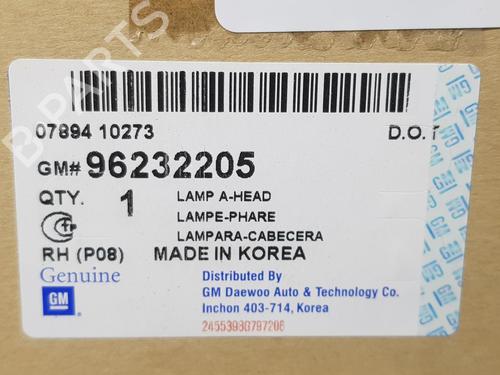 07894 10273
D.O.T
GM# 96232205
QTY. 1
LAMP A-HEAD
LAMPE-PHARE
LAMPARA-CABECERA
RH (P08)
MADE IN KOREA
Genuine
GM
Distributed By
GM Daewoo Auto & Technology Co.
Inchon 403-714, Korea
B-PARTS